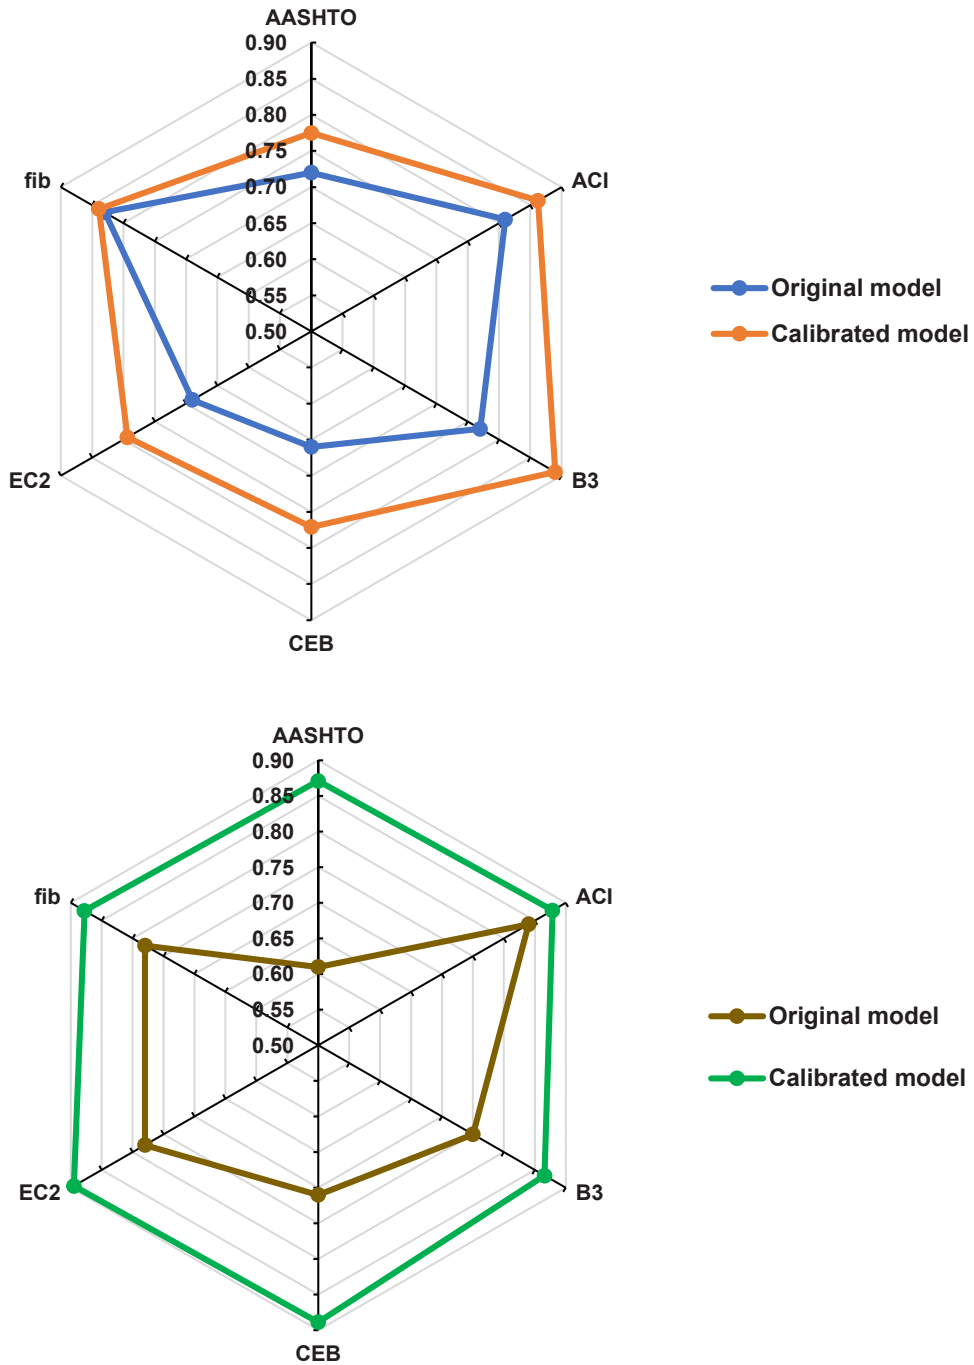 AASHTO
0.90
0.85
0.80
0.75
0.70
0.65
0.60
0.55
0.50
ACI
B3
CEB
EC2
fib
Original model
Calibrated model
AASHTO
0.90
0.85
0.80
0.75
0.70
0.65
0.60
0.55
0.50
ACI
B3
CEB
EC2
fib
Original model
Calibrated model